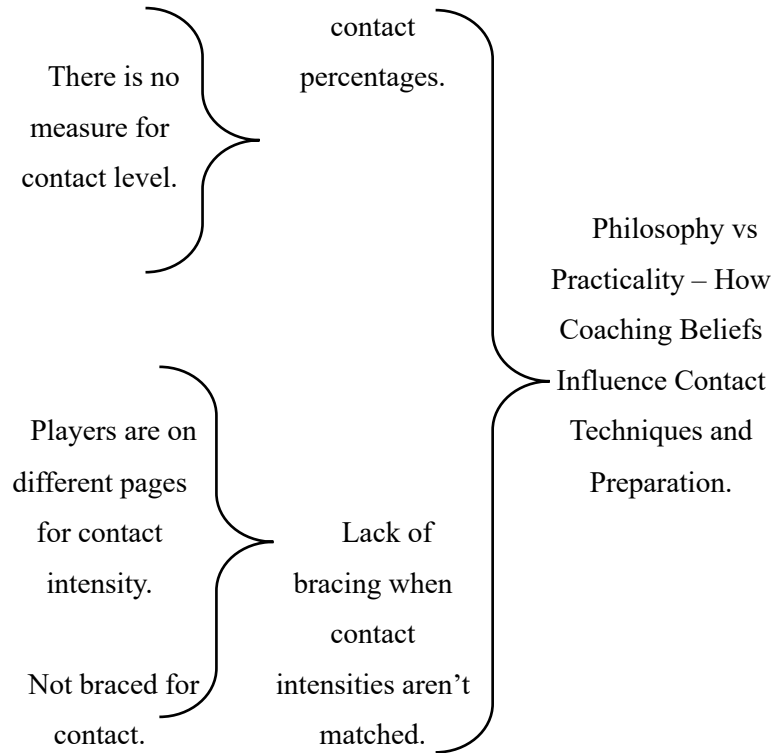 There is no
measure for
contact level.
Players are on
different pages
for contact
intensity.
Not braced for
contact.
contact
percentages.
Lack of
bracing when
contact
intensities aren’t
matched.
Philosophy vs
Practicality – How
Coaching Beliefs
Influence Contact
Techniques and
Preparation.